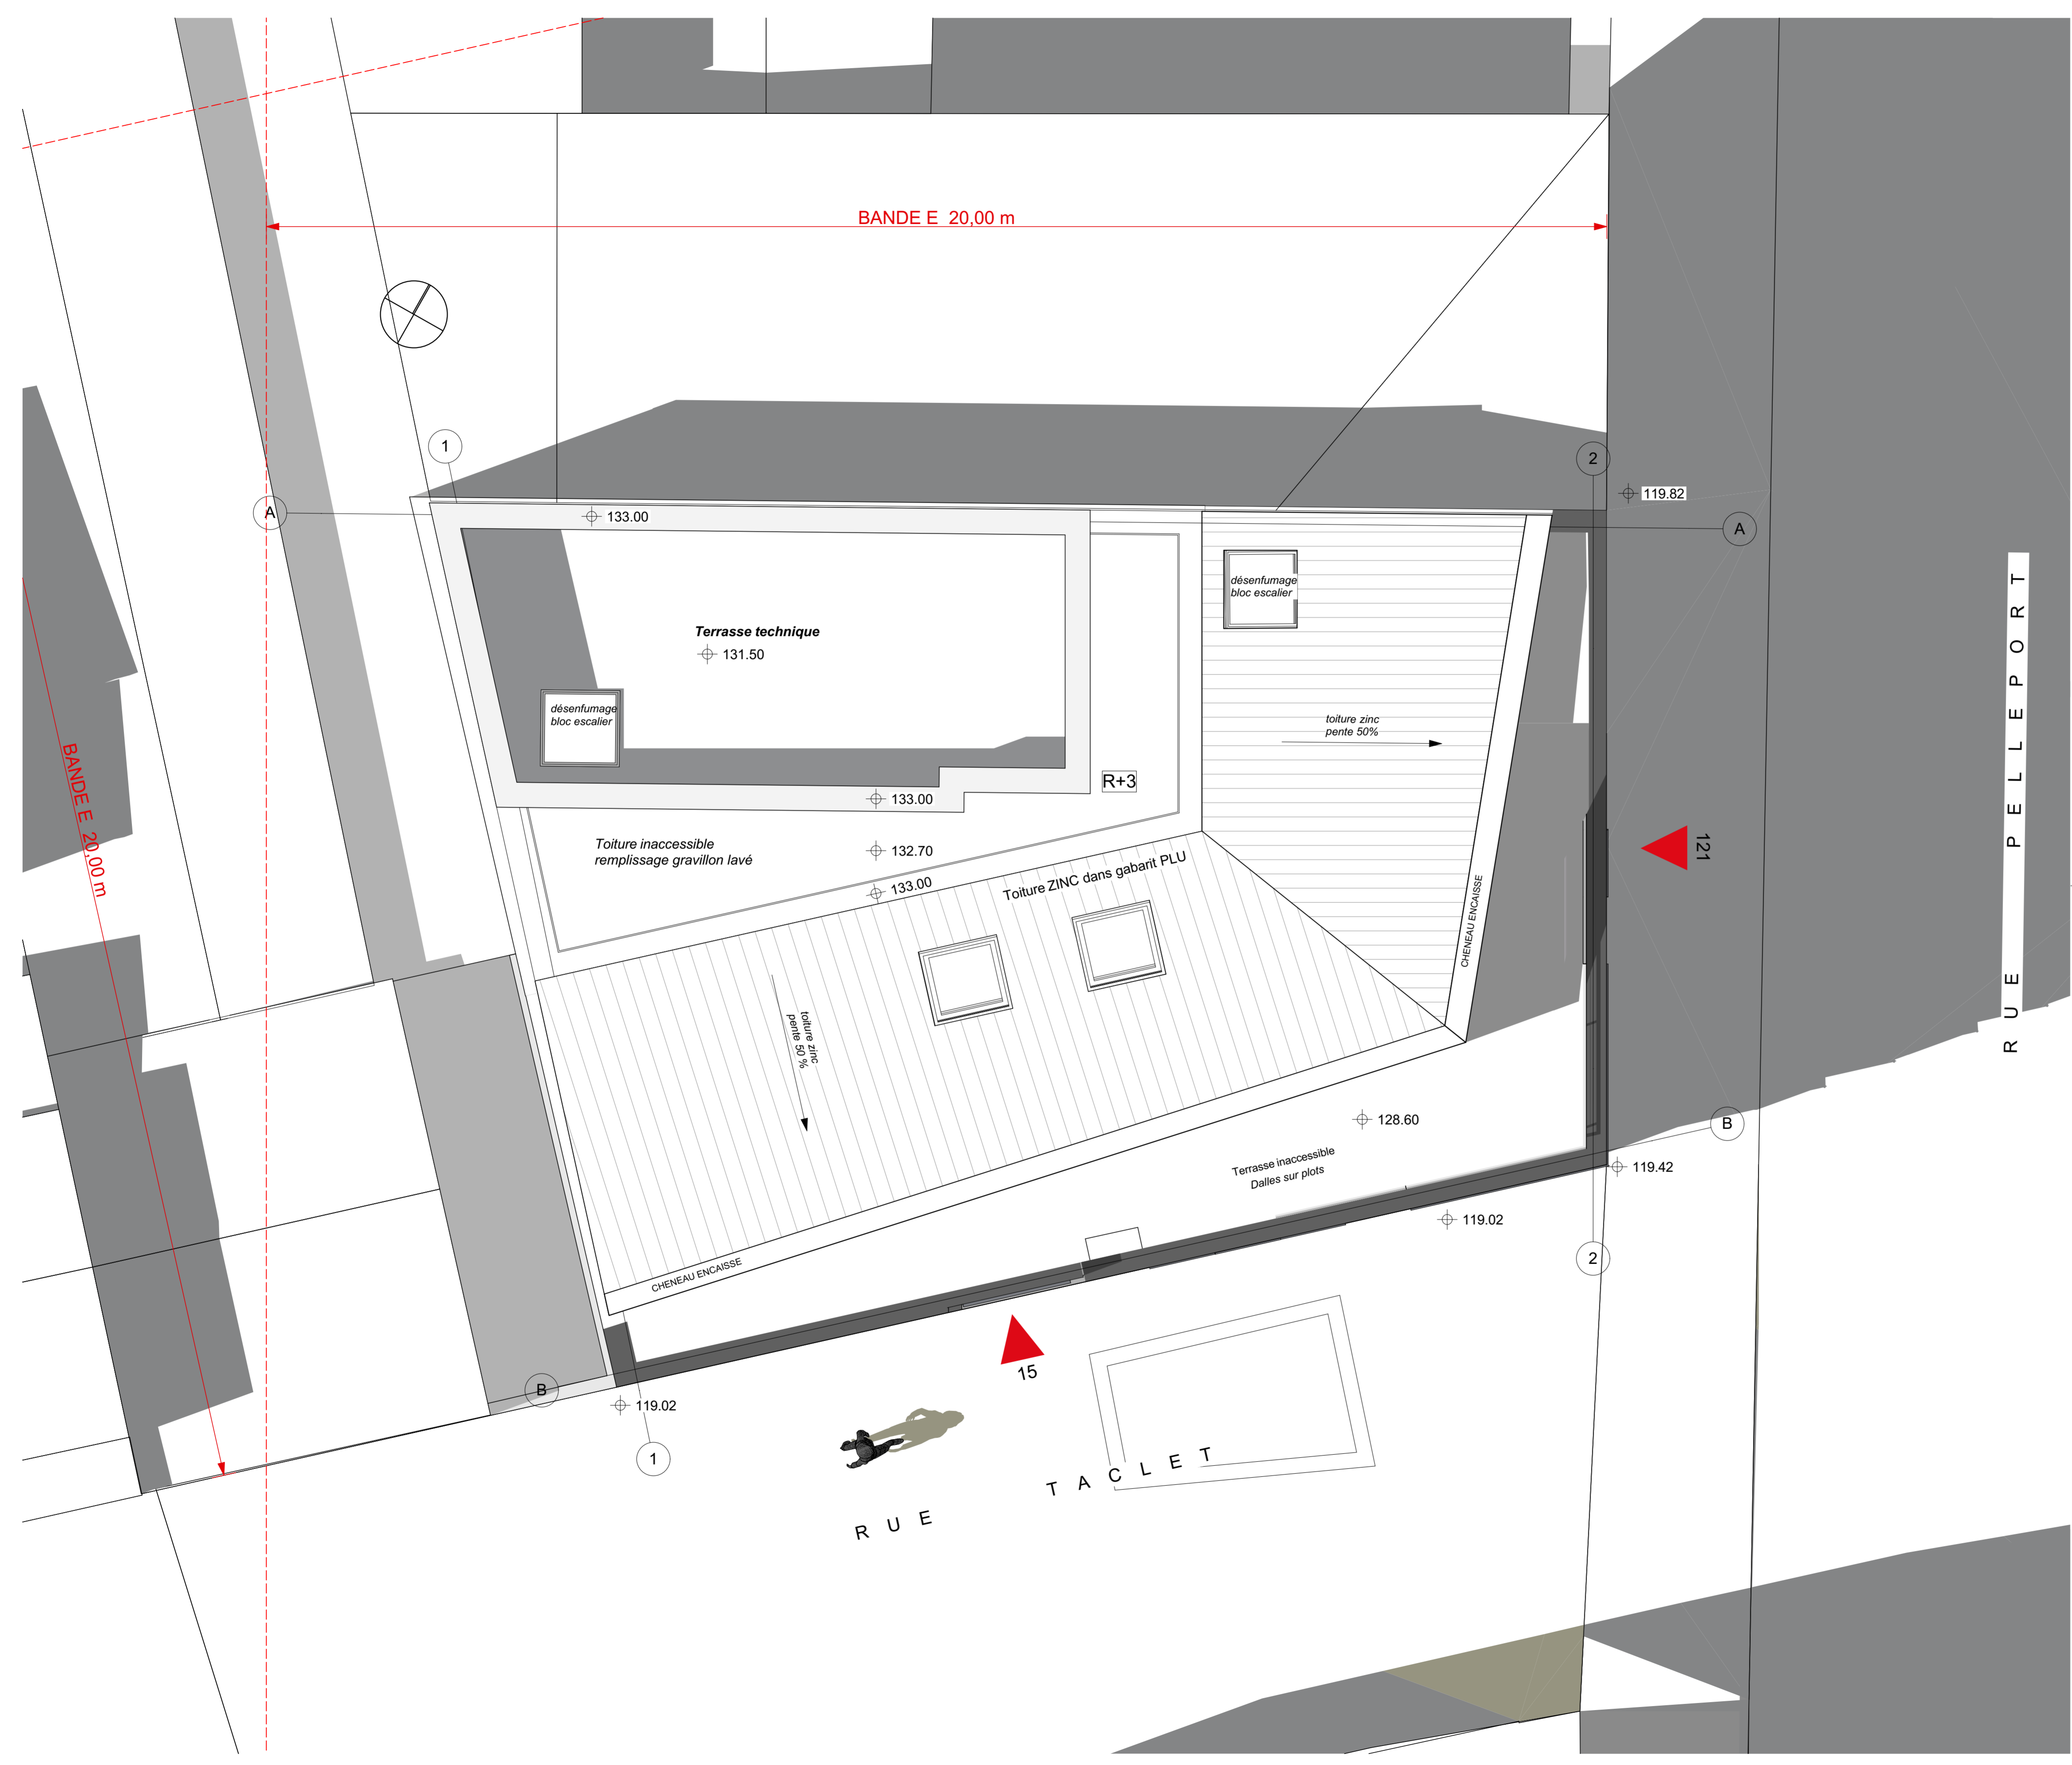 BANDE E 20,00 m
1
2
119.82
A
133.00
A
désenfumage
bloc escalier
Terrasse technique
131.50
désenfumage
bloc escalier
toiture zinc
pente 50%
R+3
133.00
Toiture inaccessible
remplissage gravillon lavé
132.70
133.00
Toiture ZINC dans gabarit PLU
CHENEAU ENCAISSE
121
RUE PELLEPORT
BANDE E 20,00 m
toiture zinc
pente 50 %
128.60
B
Terrasse inaccessible
Dalles sur plots
119.42
119.02
2
CHENEAU ENCAISSE
15
B
119.02
1
RUE TACLET